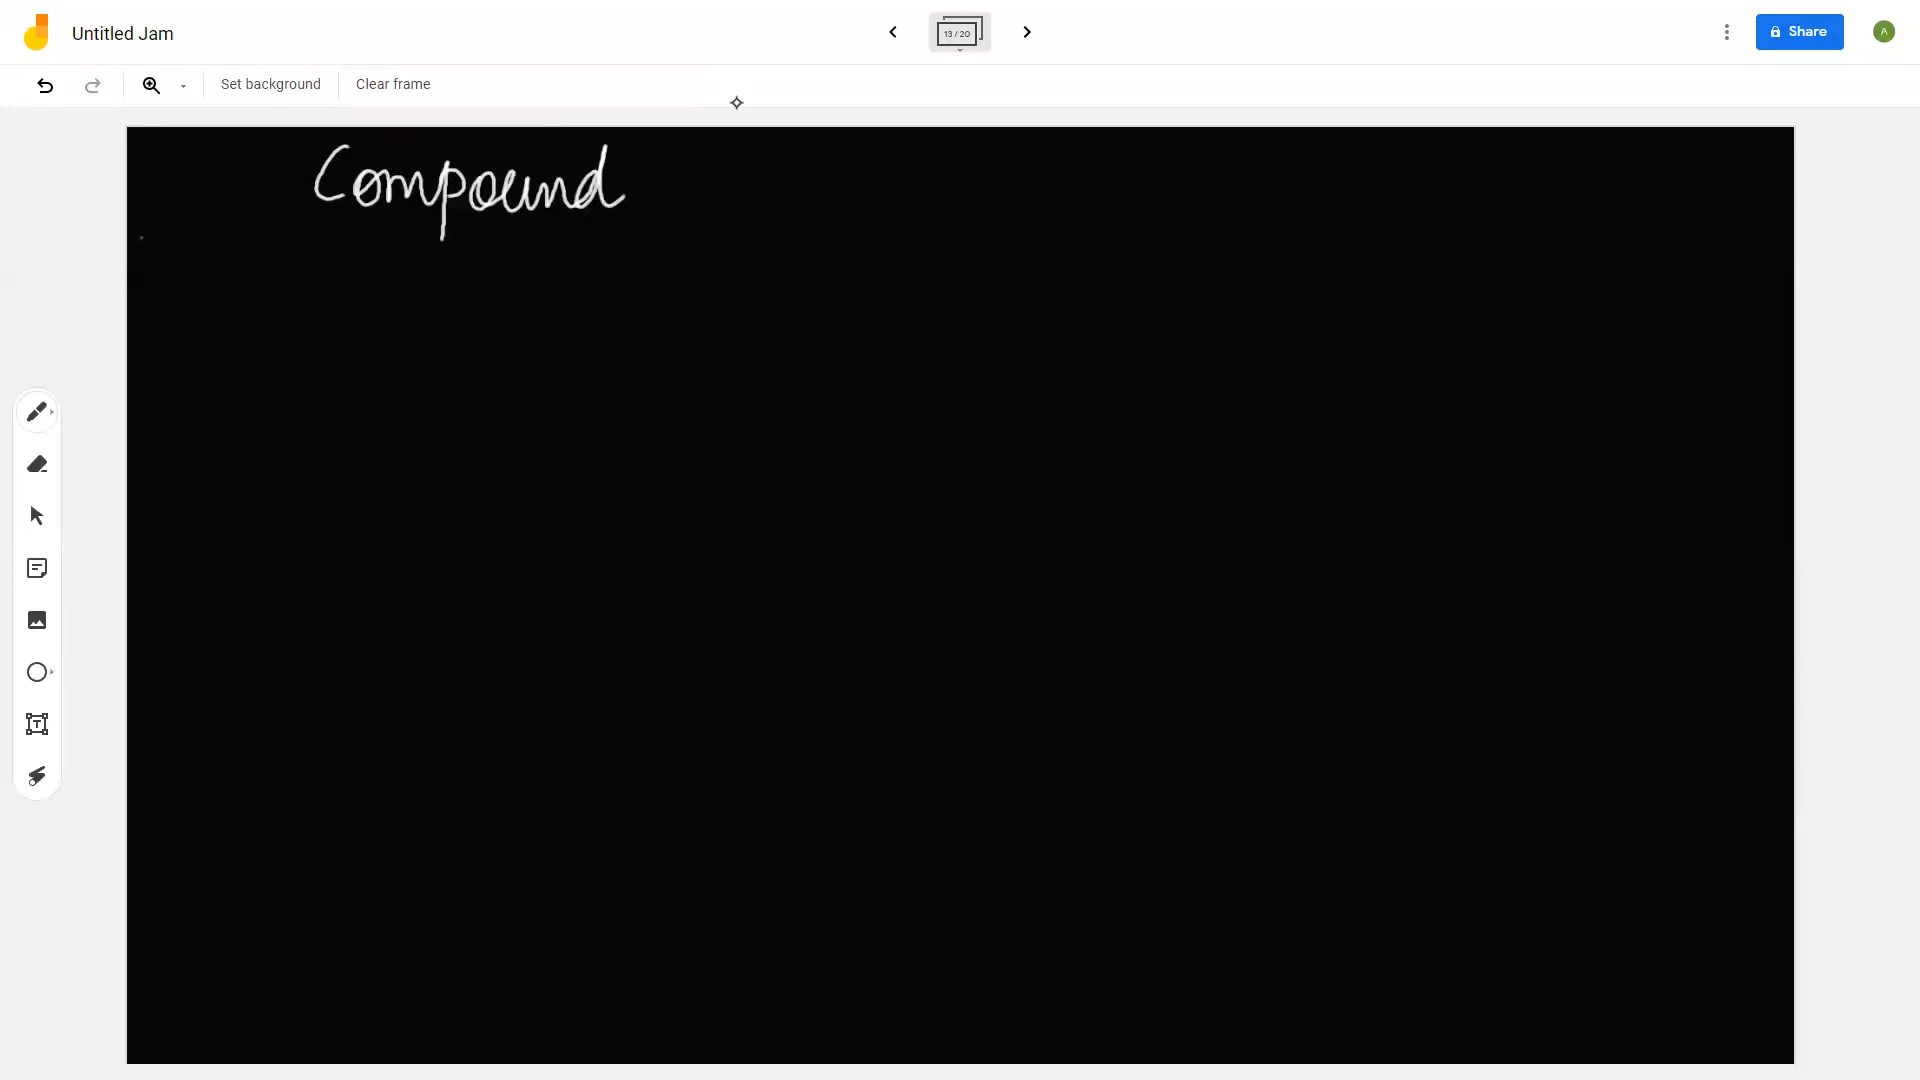 Untitled Jam
13 / 20
Share
A
Set background
Clear frame
Compound
T